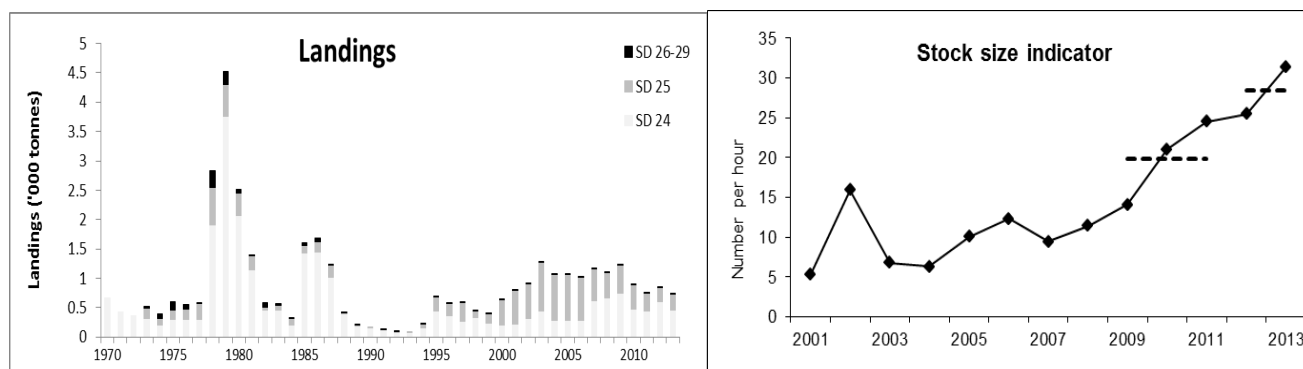 Landings
Landings ('000 tonnes)
5
4.5
4
3.5
3
2.5
2
1.5
1
0.5
0
SD 26-29
SD 25
SD 24
1970 1975 1980 1985 1990 1995 2000 2005 2010
Stock size indicator
Number per hour
35
30
25
20
15
10
5
0
2001 2003 2005 2007 2009 2011 2013